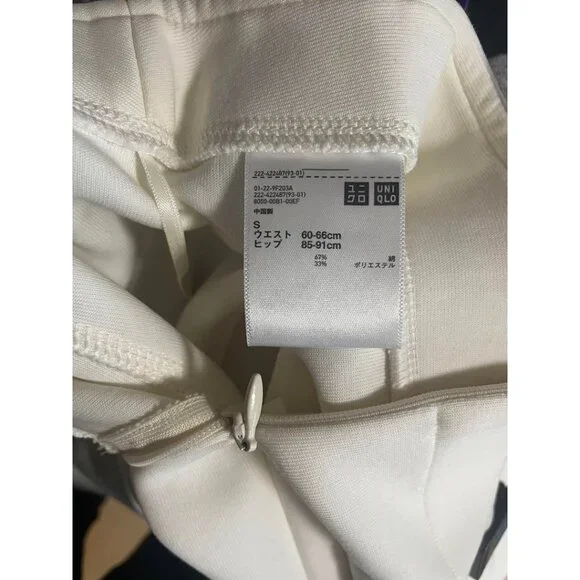 222-422487(93-01)
01-22-9F203A
222-422487(93-01)
8050-00B1-00EF
中国製
ユニクロ
UNIQLO
S
ウエスト 60-66cm
ヒップ 85-91cm
67% 綿
33% ポリエステル